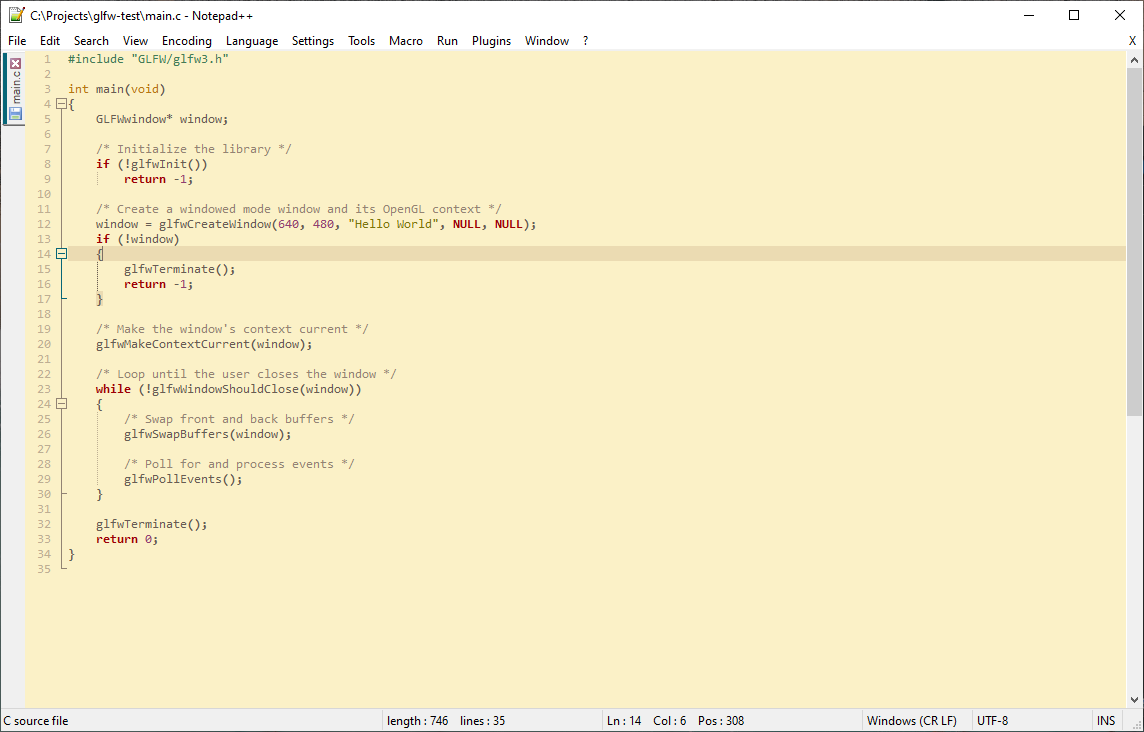 C:\Projects\glfw-test\main.c - Notepad++
File Edit Search View Encoding Language Settings Tools Macro Run Plugins Window ? X
main.c
1 #include "GLFW/glfw3.h"
2
3 int main(void)
4 {
5     GLFWwindow* window;
6
7     /* Initialize the library */
8     if (!glfwInit())
9         return -1;
10
11     /* Create a windowed mode window and its OpenGL context */
12     window = glfwCreateWindow(640, 480, "Hello World", NULL, NULL);
13     if (!window)
14     {
15         glfwTerminate();
16         return -1;
17     }
18
19     /* Make the window's context current */
20     glfwMakeContextCurrent(window);
21
22     /* Loop until the user closes the window */
23     while (!glfwWindowShouldClose(window))
24     {
25         /* Swap front and back buffers */
26         glfwSwapBuffers(window);
27
28         /* Poll for and process events */
29         glfwPollEvents();
30     }
31
32     glfwTerminate();
33     return 0;
34 }
35
C source file length : 746 lines : 35 Ln : 14 Col : 6 Pos : 308 Windows (CR LF) UTF-8 INS